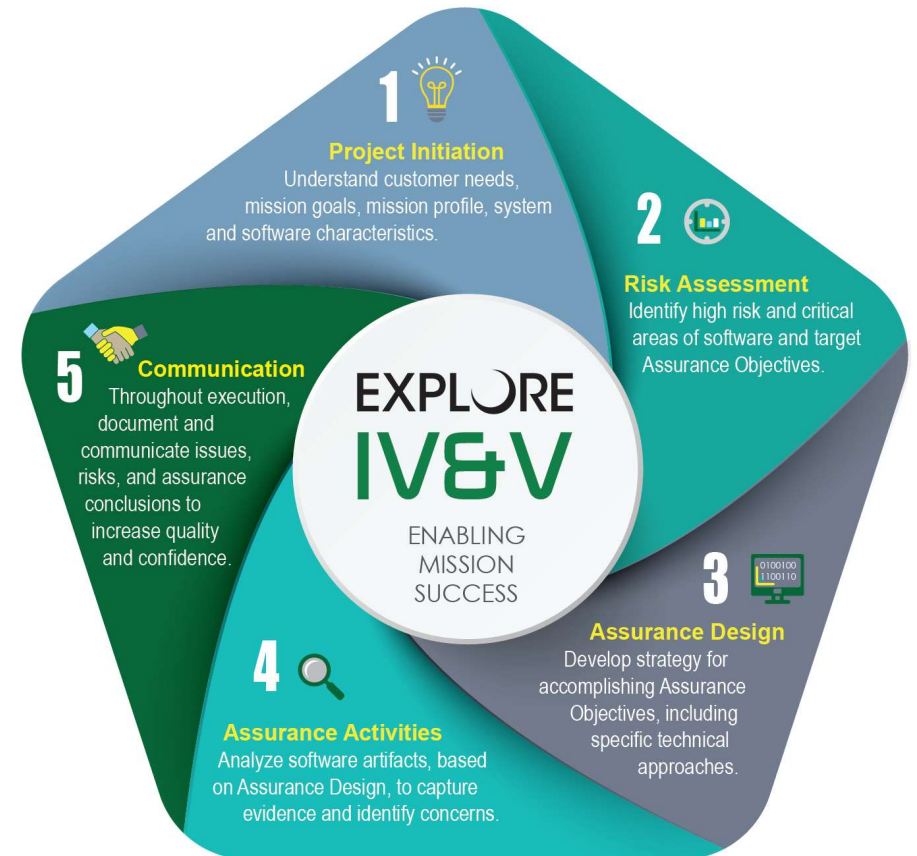 1
Project Initiation
Understand customer needs,
mission goals, mission profile, system
and software characteristics.
2
Risk Assessment
Identify high risk and critical
areas of software and target
Assurance Objectives.
3
0100100
1100110
Assurance Design
Develop strategy for
accomplishing Assurance
Objectives, including
specific technical
approaches.
4
Assurance Activities
Analyze software artifacts, based
on Assurance Design, to capture
evidence and identify concerns.
5
Communication
Throughout execution,
document and
communicate issues,
risks, and assurance
conclusions to
increase quality
and confidence.
EXPLORE
IV&V
ENABLING
MISSION
SUCCESS